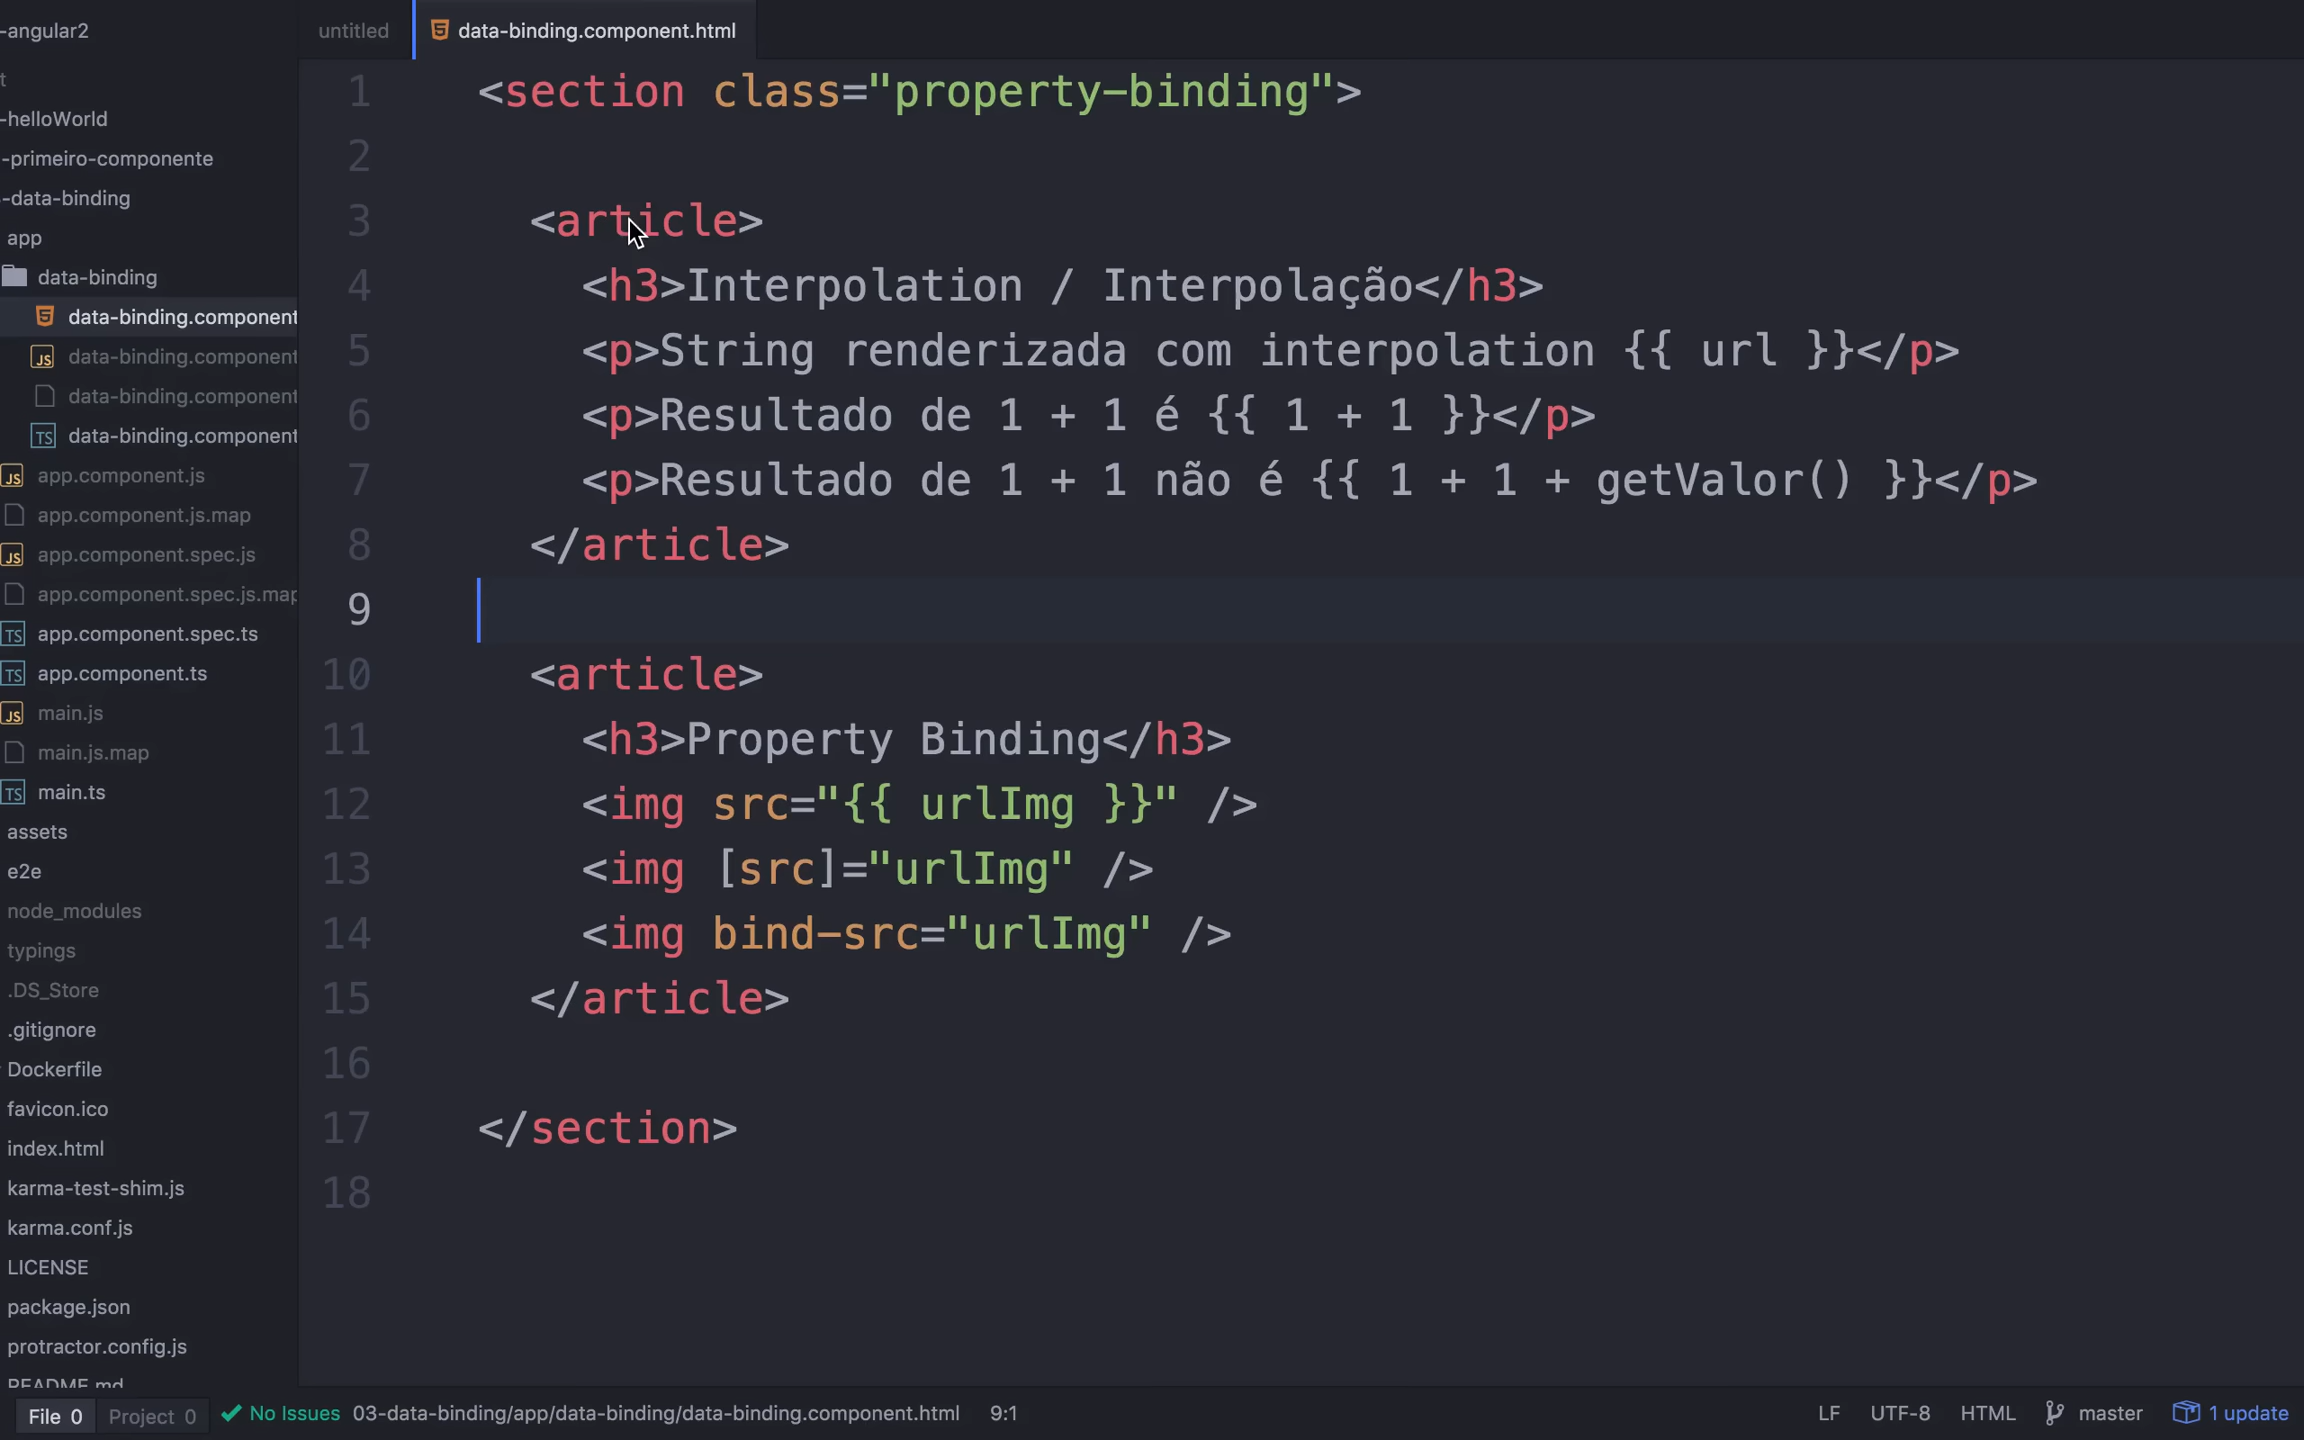 -angular2
t
-helloWorld
-primeiro-componente
-data-binding
app
data-binding
data-binding.component
data-binding.component
data-binding.component
data-binding.component
app.component.js
app.component.js.map
app.component.spec.js
app.component.spec.js.map
app.component.spec.ts
app.component.ts
main.js
main.js.map
main.ts
assets
e2e
node_modules
typings
.DS_Store
.gitignore
Dockerfile
favicon.ico
index.html
karma-test-shim.js
karma.conf.js
LICENSE
package.json
protractor.config.js
README.md
untitled
data-binding.component.html
1 <section class="property-binding">
2
3 <article>
4 <h3>Interpolation / Interpolação</h3>
5 <p>String renderizada com interpolation {{ url }}</p>
6 <p>Resultado de 1 + 1 é {{ 1 + 1 }}</p>
7 <p>Resultado de 1 + 1 não é {{ 1 + 1 + getValor() }}</p>
8 </article>
9
10 <article>
11 <h3>Property Binding</h3>
12 <img src="{{ urlImg }}" />
13 <img [src]="urlImg" />
14 <img bind-src="urlImg" />
15 </article>
16
17 </section>
18
File 0 Project 0 No Issues 03-data-binding/app/data-binding/data-binding.component.html 9:1 LF UTF-8 HTML master 1 update